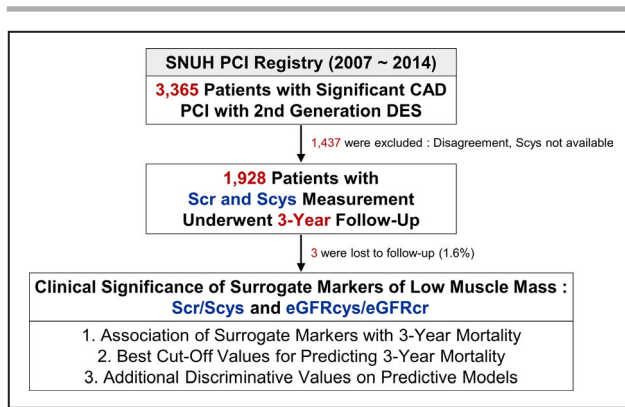 SNUH PCI Registry (2007 ~ 2014)
3,365 Patients with Significant CAD
PCI with 2nd Generation DES
1,437 were excluded : Disagreement, Scys not available
1,928 Patients with
Scr and Scys Measurement
Underwent 3-Year Follow-Up
3 were lost to follow-up (1.6%)
Clinical Significance of Surrogate Markers of Low Muscle Mass :
Scr/Scys and eGFRcys/eGFRcr
1. Association of Surrogate Markers with 3-Year Mortality
2. Best Cut-Off Values for Predicting 3-Year Mortality
3. Additional Discriminative Values on Predictive Models